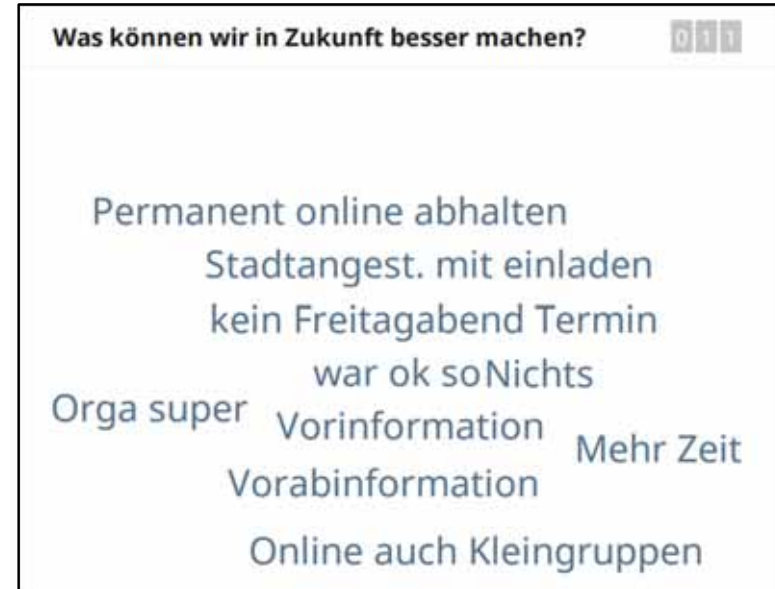 Was können wir in Zukunft besser machen?
0 1 1
Permanent online abhalten
Stadtangest. mit einladen
kein Freitagabend Termin
war ok so Nichts
Orga super
Vorinformation
Mehr Zeit
Vorabinformation
Online auch Kleingruppen